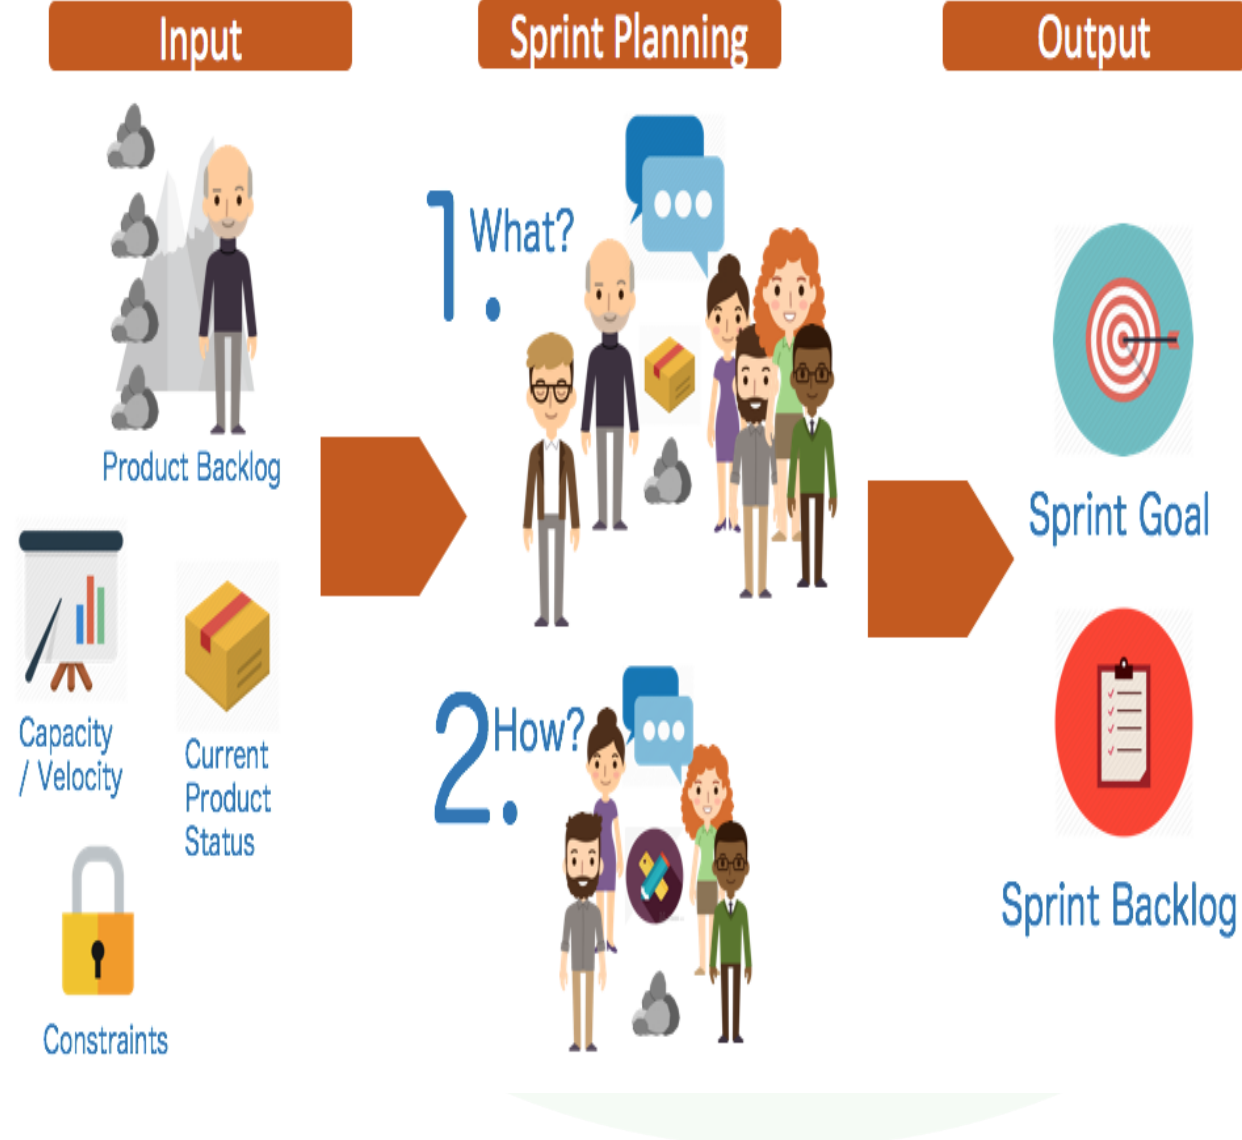 Input
Sprint Planning
Output
1. What?
Product Backlog
Sprint Goal
Capacity
/ Velocity
Current
Product
Status
2. How?
Sprint Backlog
Constraints